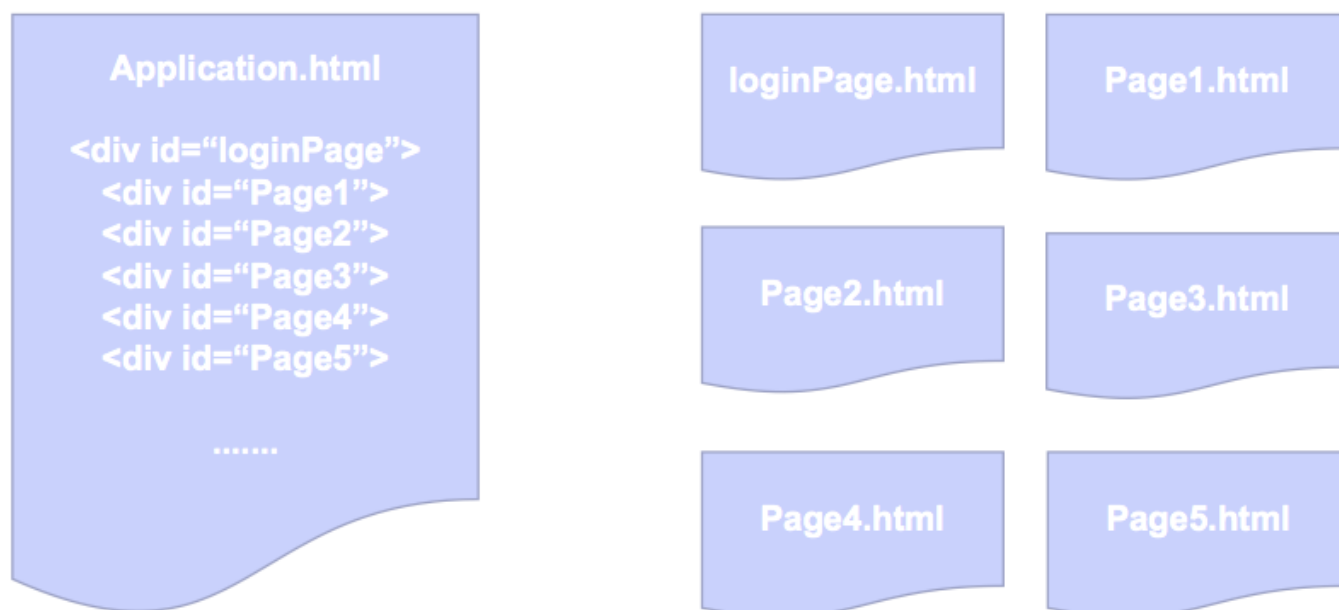 Application.html
<div id=“loginPage”>
<div id=“Page1”>
<div id=“Page2”>
<div id=“Page3”>
<div id=“Page4”>
<div id=“Page5”>
.......
loginPage.html
Page1.html
Page2.html
Page3.html
Page4.html
Page5.html